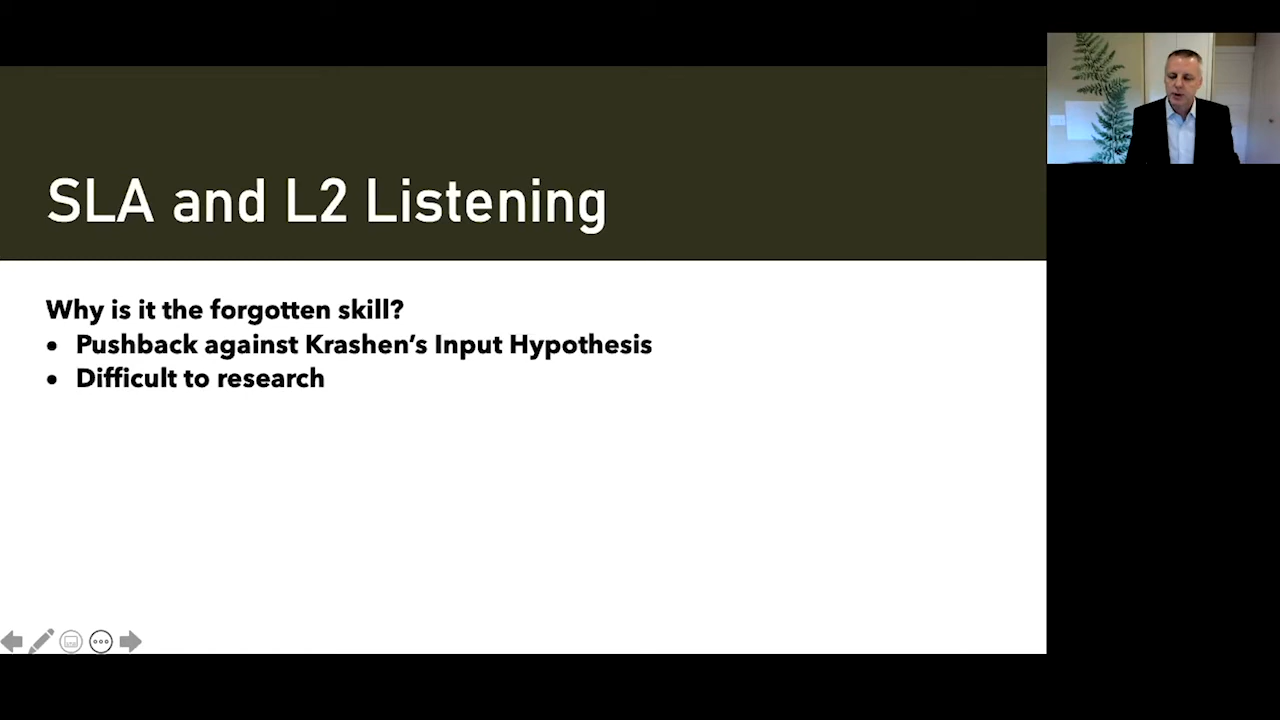 SLA and L2 Listening
Why is it the forgotten skill?
• Pushback against Krashen’s Input Hypothesis
• Difficult to research